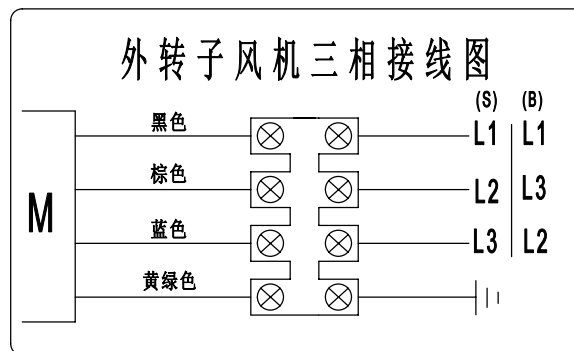 外转子风机三相接线图
(S) (B)
黑色 L1 L1
棕色 L2 L3
M
蓝色 L3 L2
黄绿色